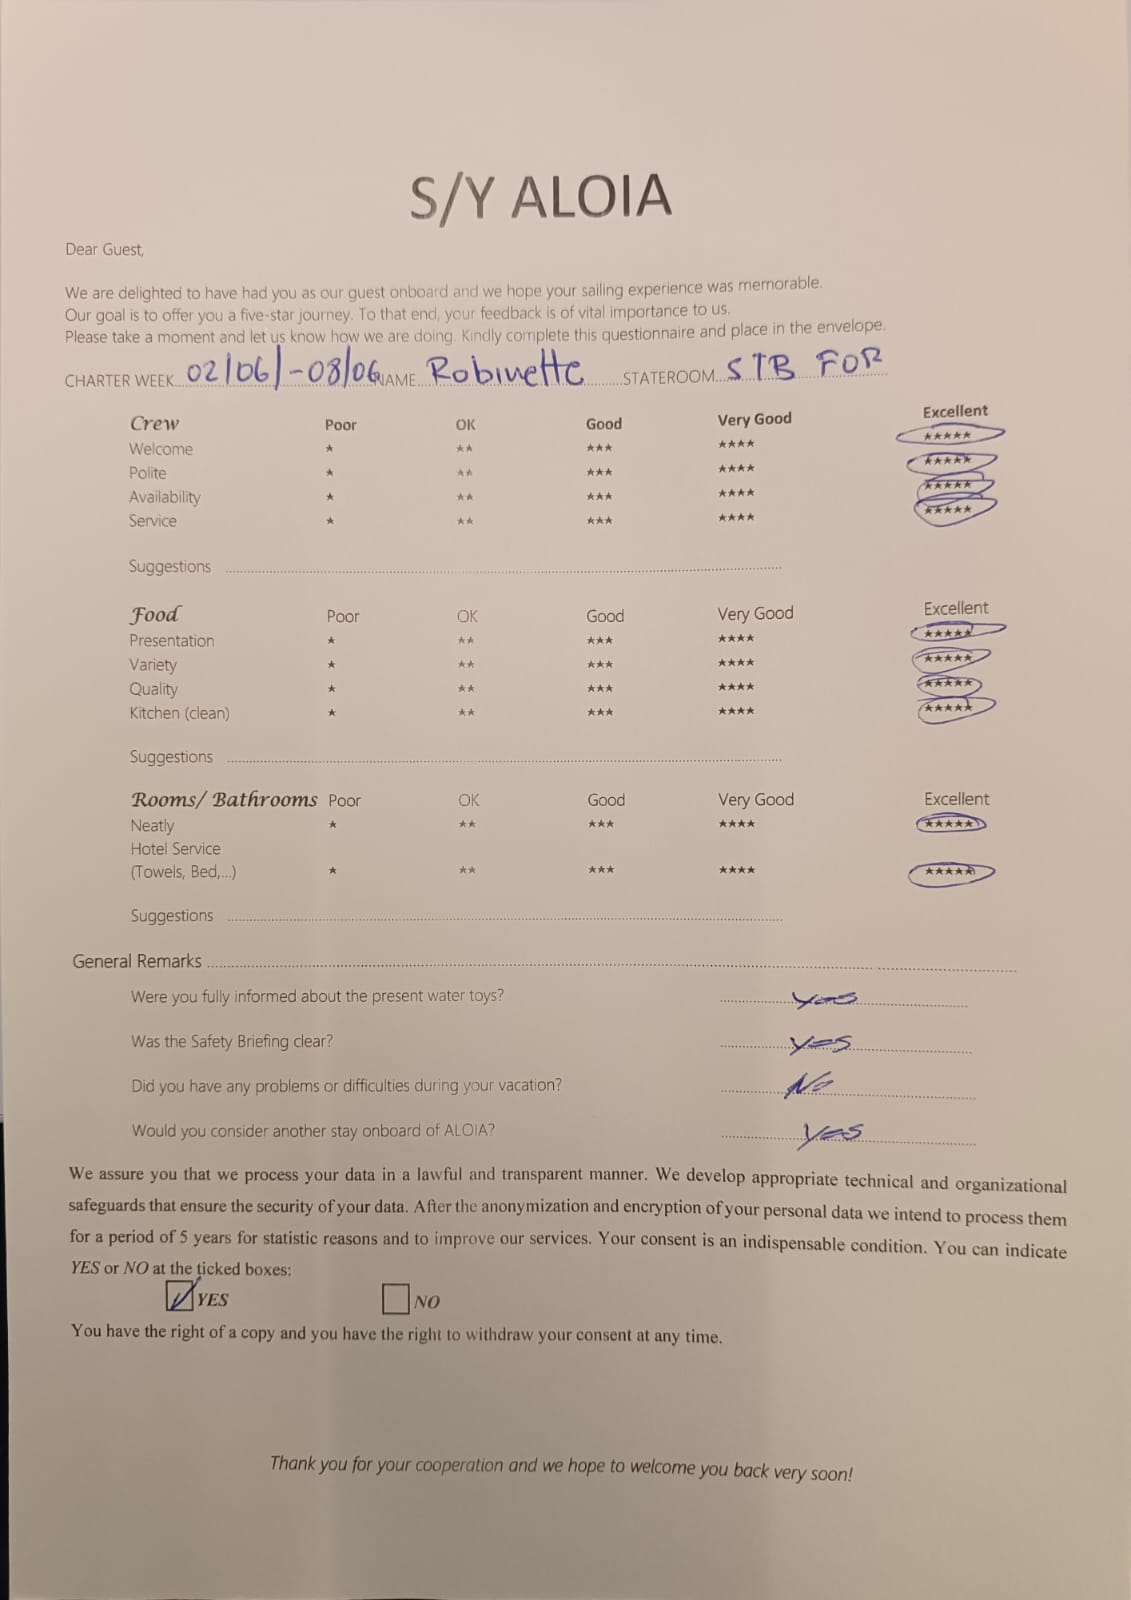 S/Y ALOIA
Dear Guest,
We are delighted to have had you as our guest onboard and we hope your sailing experience was memorable.
Our goal is to offer you a five-star journey. To that end, your feedback is of vital importance to us.
Please take a moment and let us know how we are doing. Kindly complete this questionnaire and place in the envelope.
CHARTER WEEK...02/06/-08/06 NAME Robinette ..........STATEROOM...STB FOR
Crew Poor OK Good Very Good Excellent
Welcome ★ ★★ ★★★ ★★★★ ★★★★★
Polite ★ ★★ ★★★ ★★★★ ★★★★★
Availability ★ ★★ ★★★ ★★★★ ★★★★★
Service ★ ★★ ★★★ ★★★★ ★★★★★
Suggestions
Food Poor OK Good Very Good Excellent
Presentation ★ ★★ ★★★ ★★★★ ★★★★★
Variety ★ ★★ ★★★ ★★★★ ★★★★★
Quality ★ ★★ ★★★ ★★★★ ★★★★★
Kitchen (clean) ★ ★★ ★★★ ★★★★ ★★★★★
Suggestions
Rooms/ Bathrooms Poor OK Good Very Good Excellent
Neatly ★ ★★ ★★★ ★★★★ ★★★★★
Hotel Service
(Towels, Bed,...) ★ ★★ ★★★ ★★★★ ★★★★★
Suggestions
General Remarks
Were you fully informed about the present water toys? yes
Was the Safety Briefing clear? yes
Did you have any problems or difficulties during your vacation? No
Would you consider another stay onboard of ALOIA? yes
We assure you that we process your data in a lawful and transparent manner. We develop appropriate technical and organizational
safeguards that ensure the security of your data. After the anonymization and encryption of your personal data we intend to process them
for a period of 5 years for statistic reasons and to improve our services. Your consent is an indispensable condition. You can indicate
YES or NO at the ticked boxes:
YES NO
You have the right of a copy and you have the right to withdraw your consent at any time.
Thank you for your cooperation and we hope to welcome you back very soon!